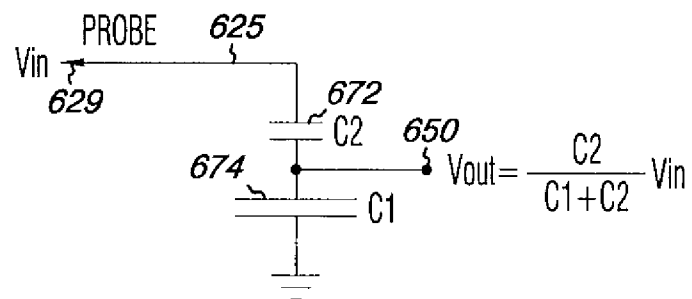 PROBE
625
Vin
629
672
C2
650
674
Vout= C2 / C1+C2 Vin
C1